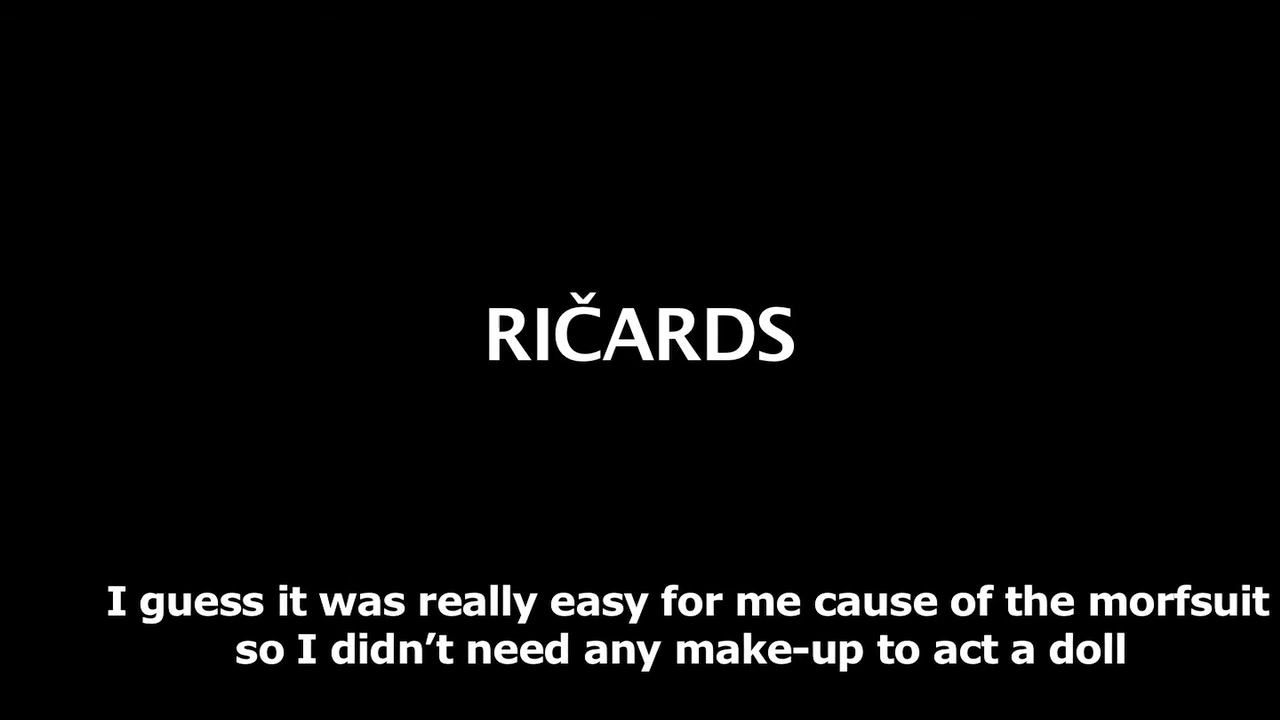 RIČARDS
I guess it was really easy for me cause of the morfsuit
so I didn’t need any make-up to act a doll